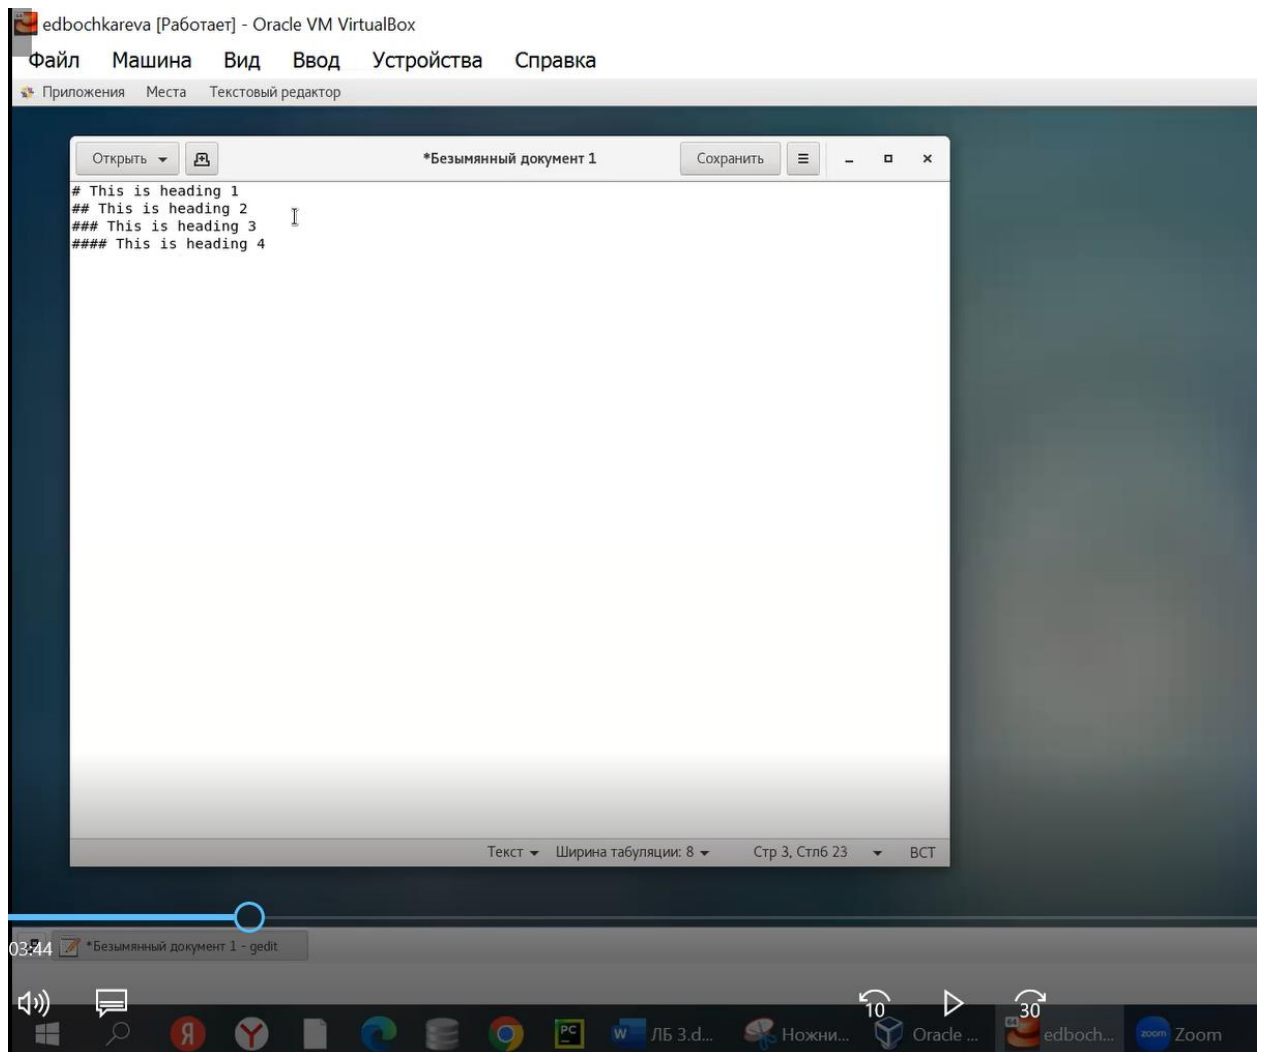 edbochkareva [Работает] - Oracle VM VirtualBox
Файл Машина Вид Ввод Устройства Справка
Приложения Места Текстовый редактор
Открыть *Безымянный документ 1 Сохранить
# This is heading 1
## This is heading 2
### This is heading 3
#### This is heading 4
Текст Ширина табуляции: 8 Стр 3, Стлб 23 ВСТ
03:44 *Безымянный документ 1 - gedit
10 30
Я Y PC W ЛБ 3.d... Ножни... Oracle ... 64 edboch... zoom Zoom